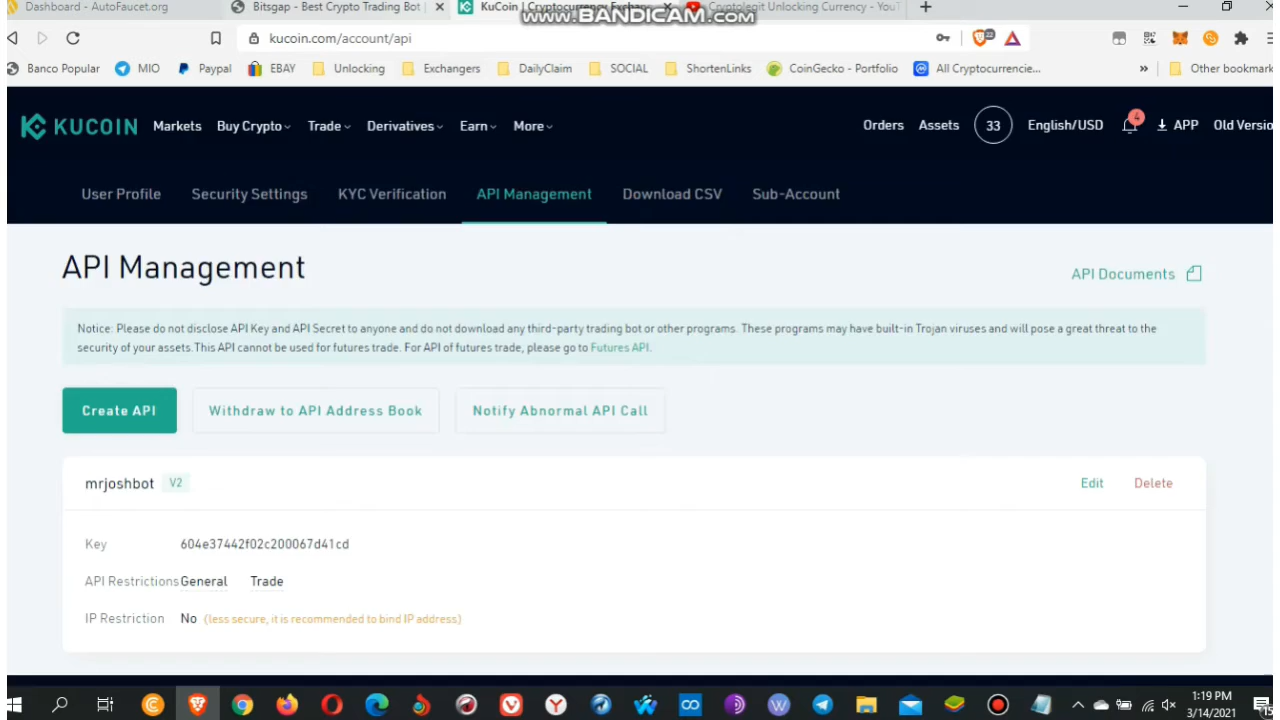 Dashboard - AutoFaucet.org
Bitsgap - Best Crypto Trading Bot
KuCoin | Cryptocurrency Exchang
Cryptolegit Unlocking Currency - YouT
www.BANDICAM.com
kucoin.com/account/api
22
Banco Popular MIO Paypal EBAY Unlocking Exchangers DailyClaim SOCIAL ShortenLinks CoinGecko - Portfolio All Cryptocurrencie... » Other bookmark
KUCOIN Markets Buy Crypto Trade Derivatives Earn More Orders Assets 33 English/USD 4 APP Old Versio
User Profile Security Settings KYC Verification API Management Download CSV Sub-Account
API Management
API Documents
Notice: Please do not disclose API Key and API Secret to anyone and do not download any third-party trading bot or other programs. These programs may have built-in Trojan viruses and will pose a great threat to the
security of your assets.This API cannot be used for futures trade. For API of futures trade, please go to Futures API.
Create API Withdraw to API Address Book Notify Abnormal API Call
mrjoshbot V2 Edit Delete
Key 604e37442f02c200067d41cd
API Restrictions General Trade
IP Restriction No (less secure, it is recommended to bind IP address)
1:19 PM
3/14/2021
15